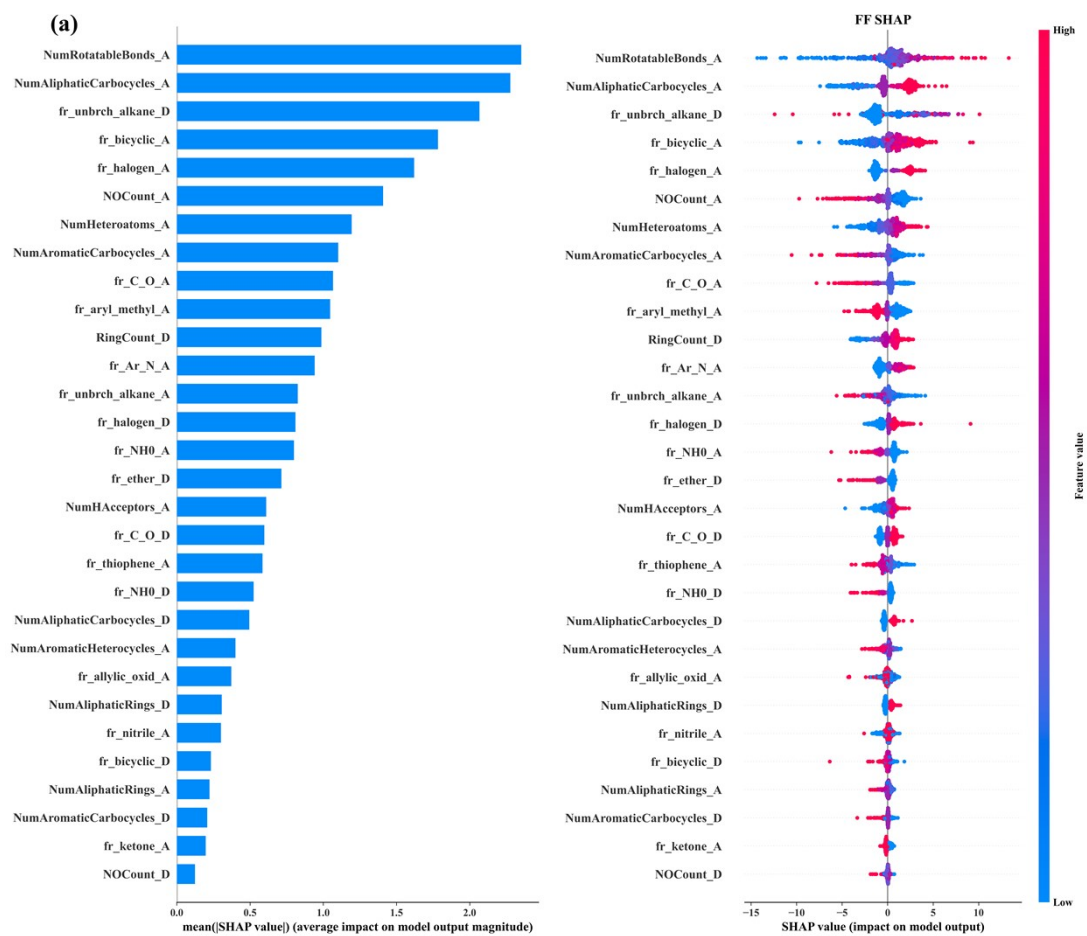 (a)
NumRotatableBonds_A
NumAliphaticCarbocycles_A
fr_unbrch_alkane_D
fr_bicyclic_A
fr_halogen_A
NOCount_A
NumHeteroatoms_A
NumAromaticCarbocycles_A
fr_C_O_A
fr_aryl_methyl_A
RingCount_D
fr_Ar_N_A
fr_unbrch_alkane_A
fr_halogen_D
fr_NH0_A
fr_ether_D
NumHAcceptors_A
fr_C_O_D
fr_thiophene_A
fr_NH0_D
NumAliphaticCarbocycles_D
NumAromaticHeterocycles_A
fr_allylic_oxid_A
NumAliphaticRings_D
fr_nitrile_A
fr_bicyclic_D
NumAliphaticRings_A
NumAromaticCarbocycles_D
fr_ketone_A
NOCount_D
0.0 0.5 1.0 1.5 2.0
mean(|SHAP value|) (average impact on model output magnitude)
FF SHAP
NumRotatableBonds_A
NumAliphaticCarbocycles_A
fr_unbrch_alkane_D
fr_bicyclic_A
fr_halogen_A
NOCount_A
NumHeteroatoms_A
NumAromaticCarbocycles_A
fr_C_O_A
fr_aryl_methyl_A
RingCount_D
fr_Ar_N_A
fr_unbrch_alkane_A
fr_halogen_D
fr_NH0_A
fr_ether_D
NumHAcceptors_A
fr_C_O_D
fr_thiophene_A
fr_NH0_D
NumAliphaticCarbocycles_D
NumAromaticHeterocycles_A
fr_allylic_oxid_A
NumAliphaticRings_D
fr_nitrile_A
fr_bicyclic_D
NumAliphaticRings_A
NumAromaticCarbocycles_D
fr_ketone_A
NOCount_D
−15 −10 −5 0 5 10
SHAP value (impact on model output)
High
Feature value
Low